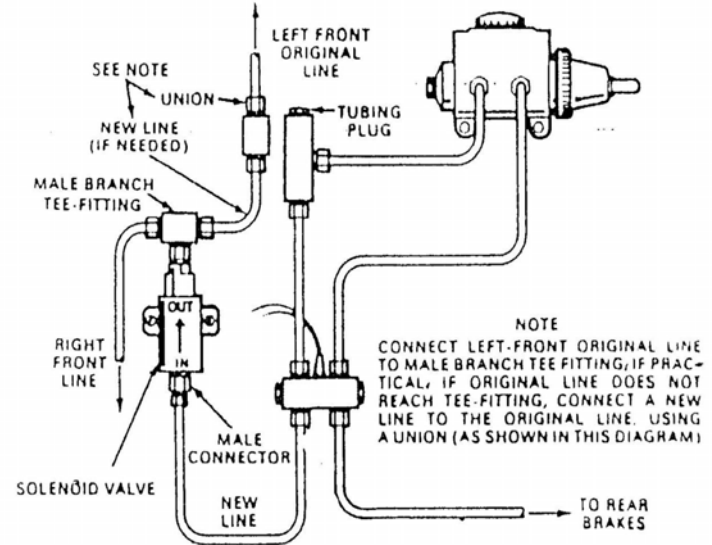 LEFT FRONT
ORIGINAL
LINE
SEE NOTE
UNION
NEW LINE
(IF NEEDED)
TUBING
PLUG
MALE BRANCH
TEE-FITTING
OUT
IN
RIGHT
FRONT
LINE
MALE
CONNECTOR
SOLENOID VALVE
NEW
LINE
NOTE
CONNECT LEFT-FRONT ORIGINAL LINE
TO MALE BRANCH TEE FITTING, IF PRAC-
TICAL, IF ORIGINAL LINE DOES NOT
REACH TEE-FITTING, CONNECT A NEW
LINE TO THE ORIGINAL LINE, USING
A UNION (AS SHOWN IN THIS DIAGRAM)
TO REAR
BRAKES